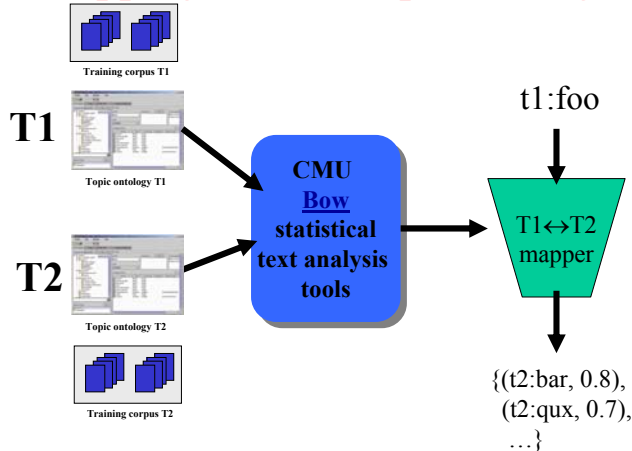 Training corpus T1
T1
Topic ontology T1
T2
Topic ontology T2
Training corpus T2
CMU
Bow
statistical
text analysis
tools
t1:foo
T1↔T2
mapper
{(t2:bar, 0.8),
(t2:qux, 0.7),
…}